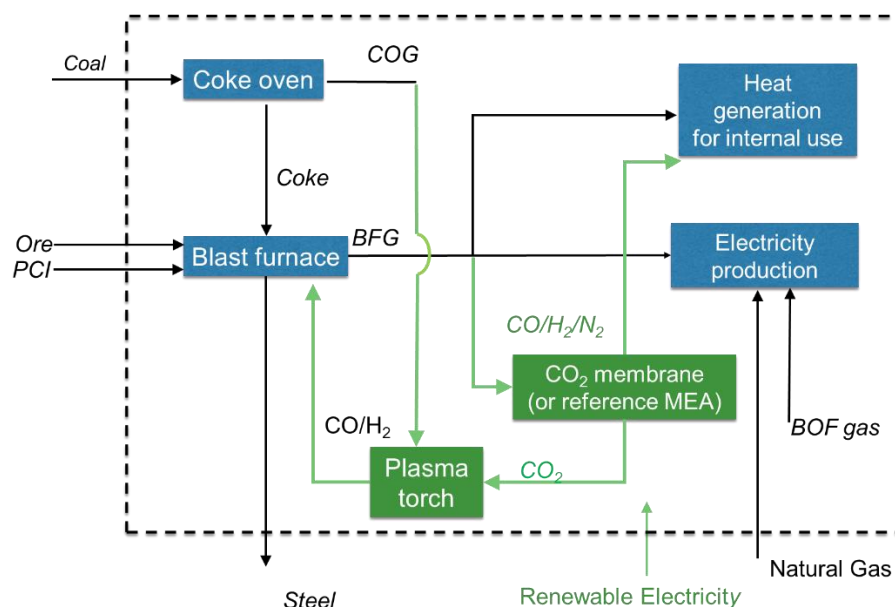 Coal
COG
Coke oven
Heat
generation
for internal use
Coke
Ore
PCI
Blast furnace
BFG
Electricity
production
CO/H₂/N₂
CO₂ membrane
(or reference MEA)
CO/H₂
BOF gas
Plasma
torch
CO₂
Natural Gas
Steel
Renewable Electricity